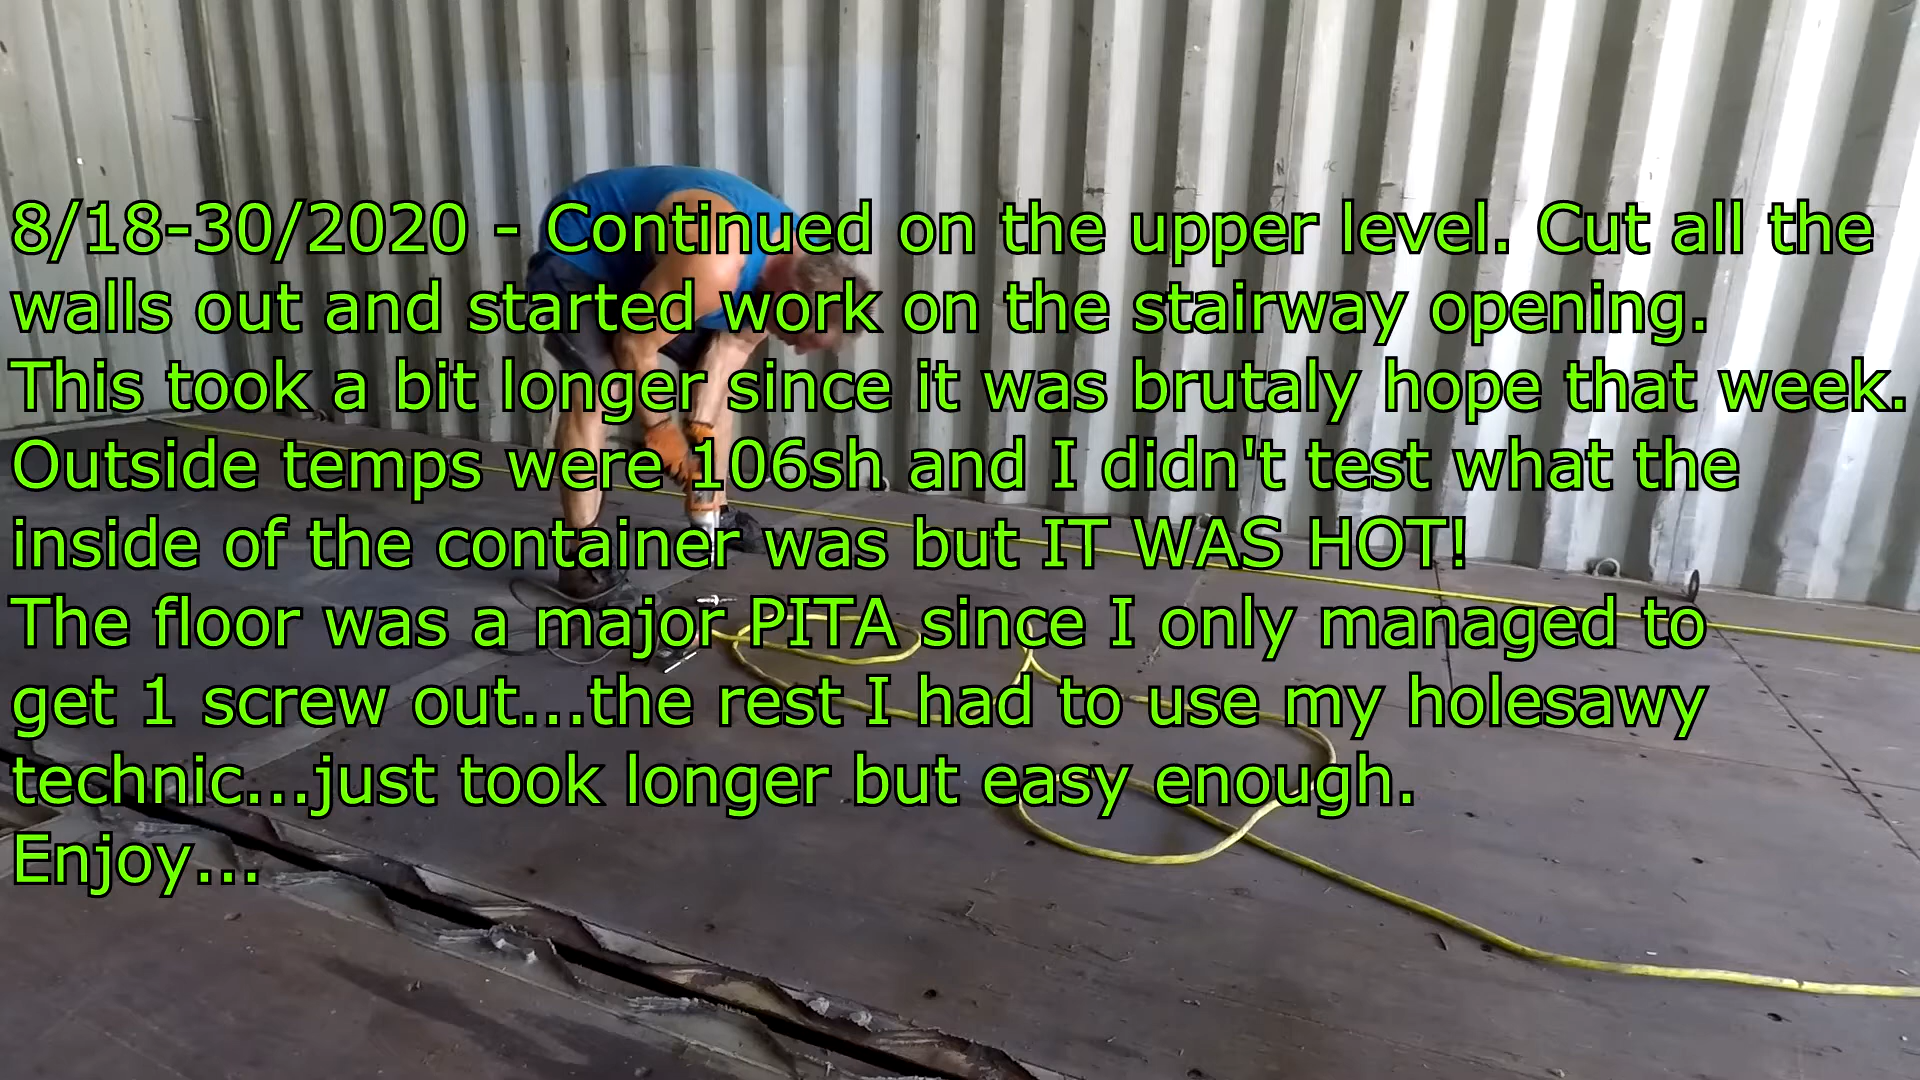 8/18-30/2020 - Continued on the upper level. Cut all the
walls out and started work on the stairway opening.
This took a bit longer since it was brutaly hope that week.
Outside temps were 106sh and I didn't test what the
inside of the container was but IT WAS HOT!
The floor was a major PITA since I only managed to
get 1 screw out...the rest I had to use my holesawy
technic...just took longer but easy enough.
Enjoy...